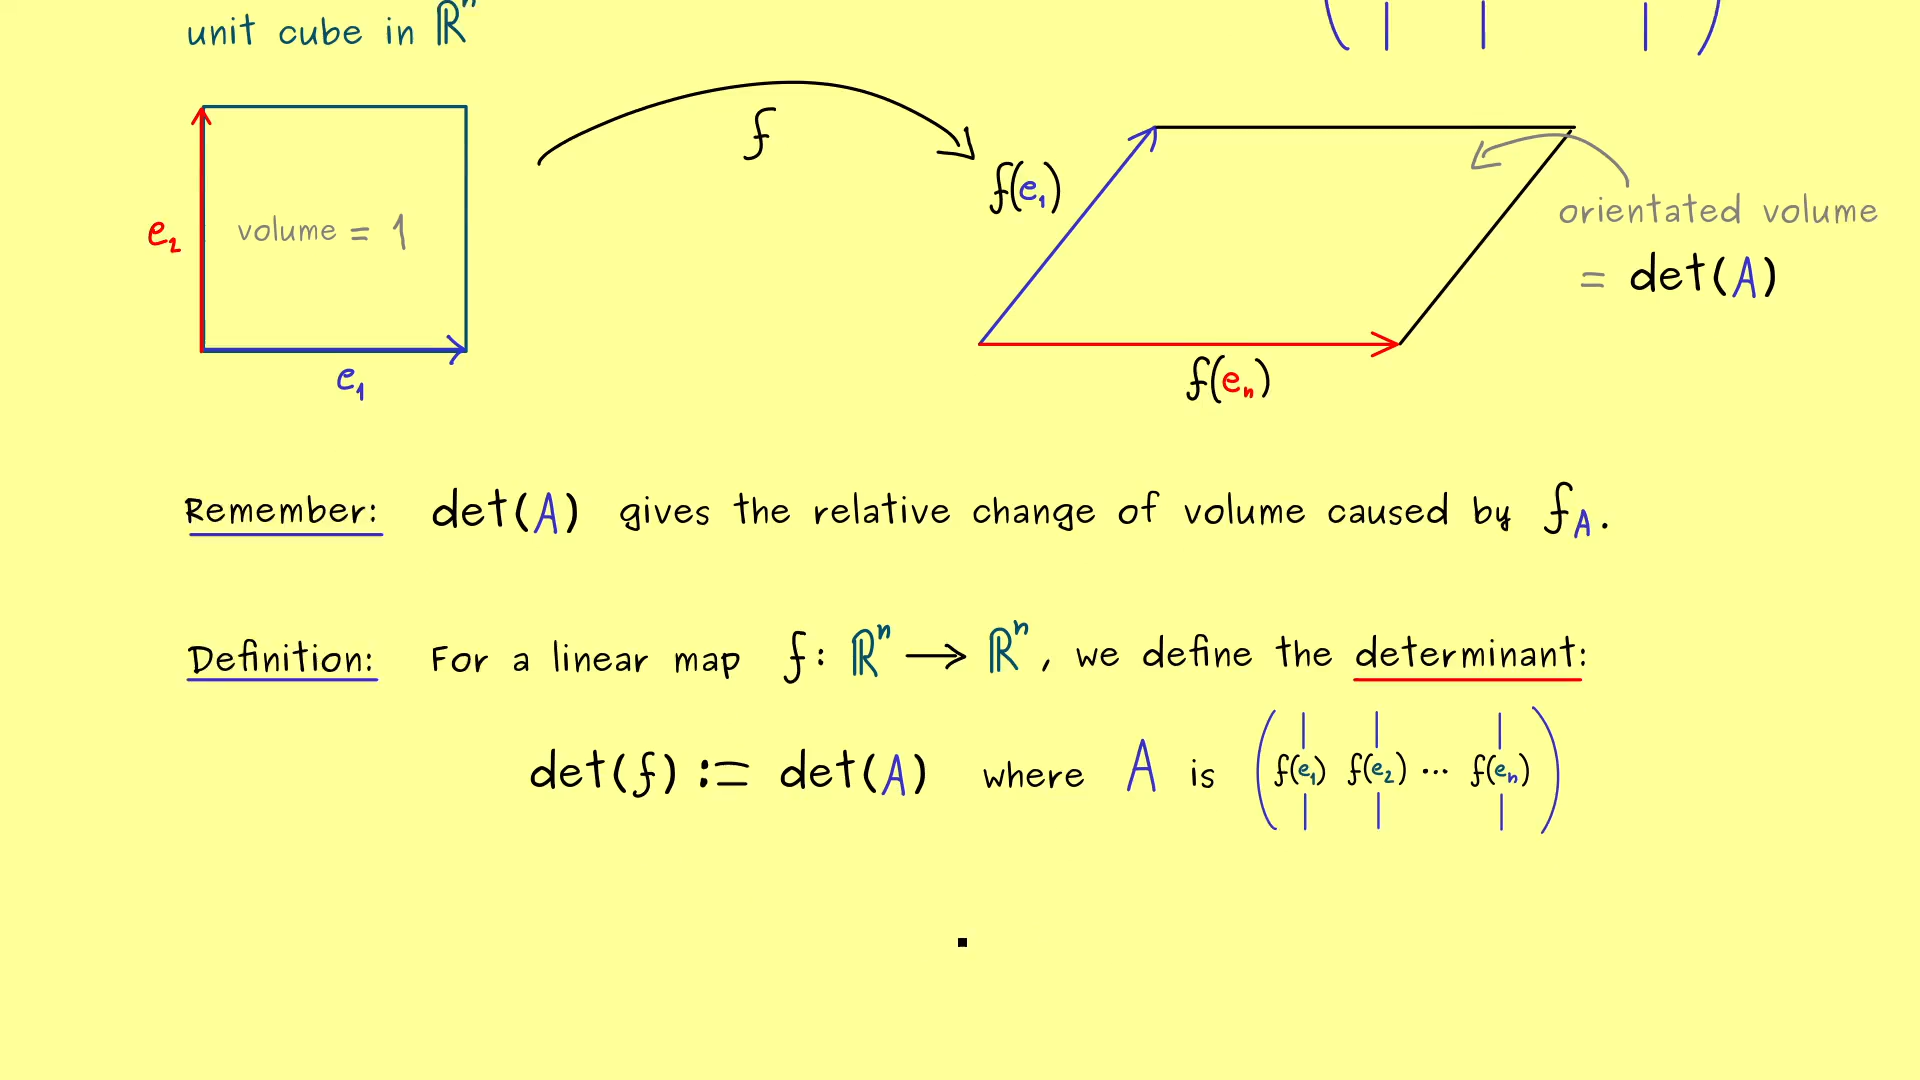 unit cube in ℝⁿ
f
f(e₁)
e₂
volume = 1
orientated volume
= det(A)
e₁
f(eₙ)
Remember: det(A) gives the relative change of volume caused by f_A.
Definition: For a linear map f: ℝⁿ ⟶ ℝⁿ, we define the determinant:
det(f) := det(A) where A is ( f(e₁) f(e₂) ⋯ f(eₙ) )